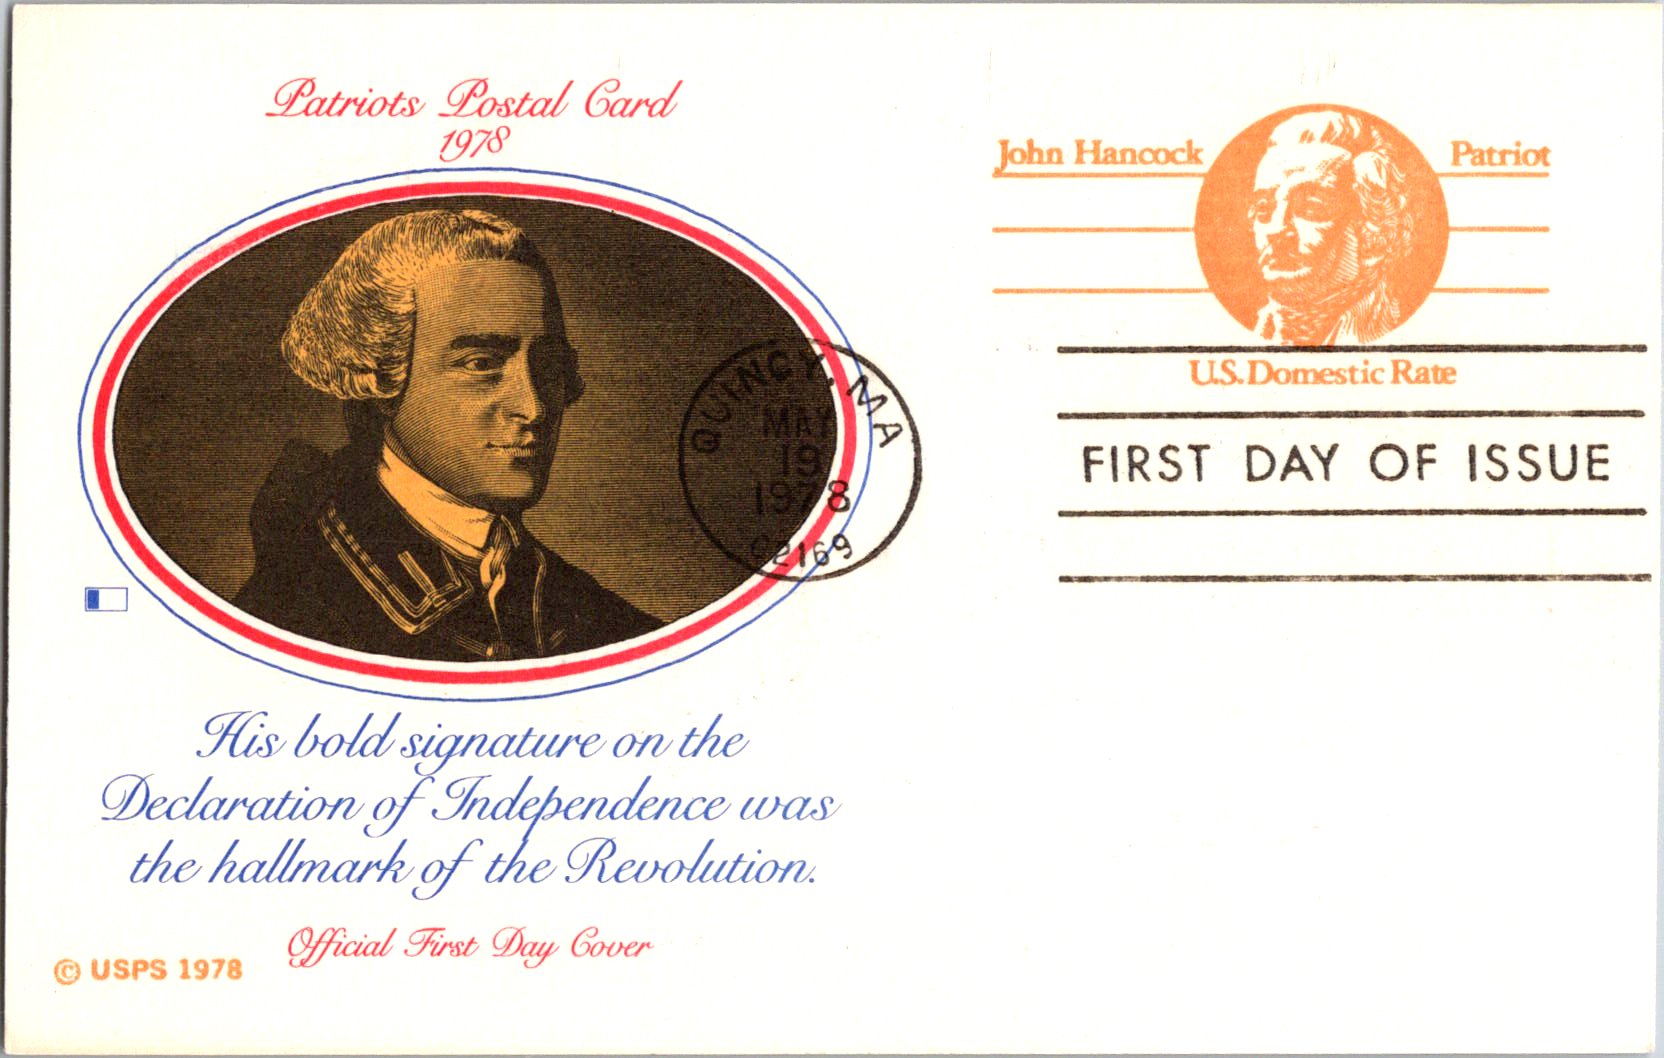 Patriots Postal Card
1978
John Hancock
Patriot
U.S. Domestic Rate
QUINCY, MA
MAY
19
1978
02169
FIRST DAY OF ISSUE
His bold signature on the
Declaration of Independence was
the hallmark of the Revolution.
Official First Day Cover
© USPS 1978